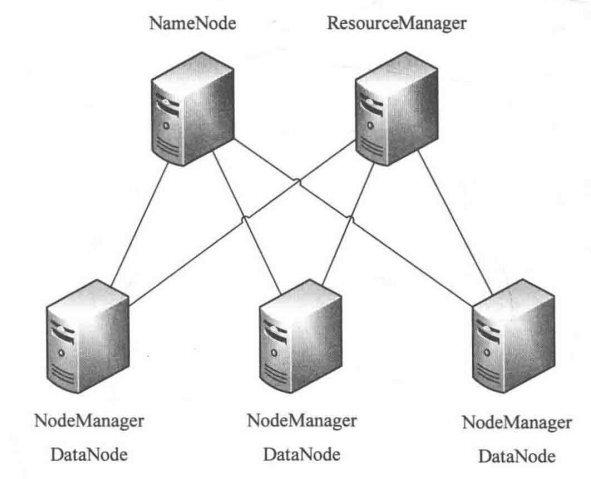 NameNode
ResourceManager
NodeManager
DataNode
NodeManager
DataNode
NodeManager
DataNode